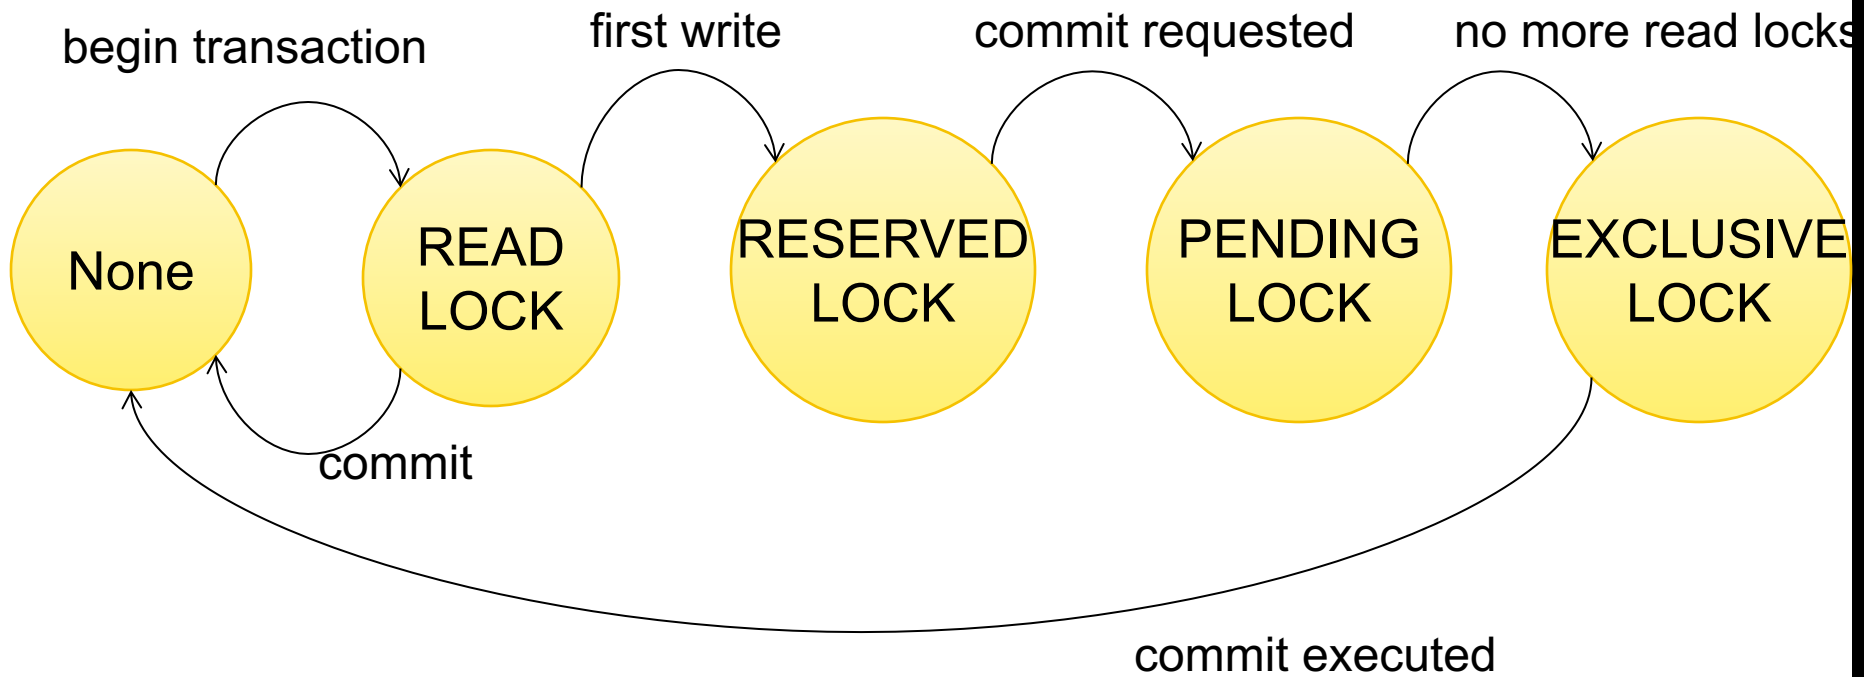 begin transaction
first write
commit requested
no more read locks
None
READ
LOCK
RESERVED
LOCK
PENDING
LOCK
EXCLUSIVE
LOCK
commit
commit executed